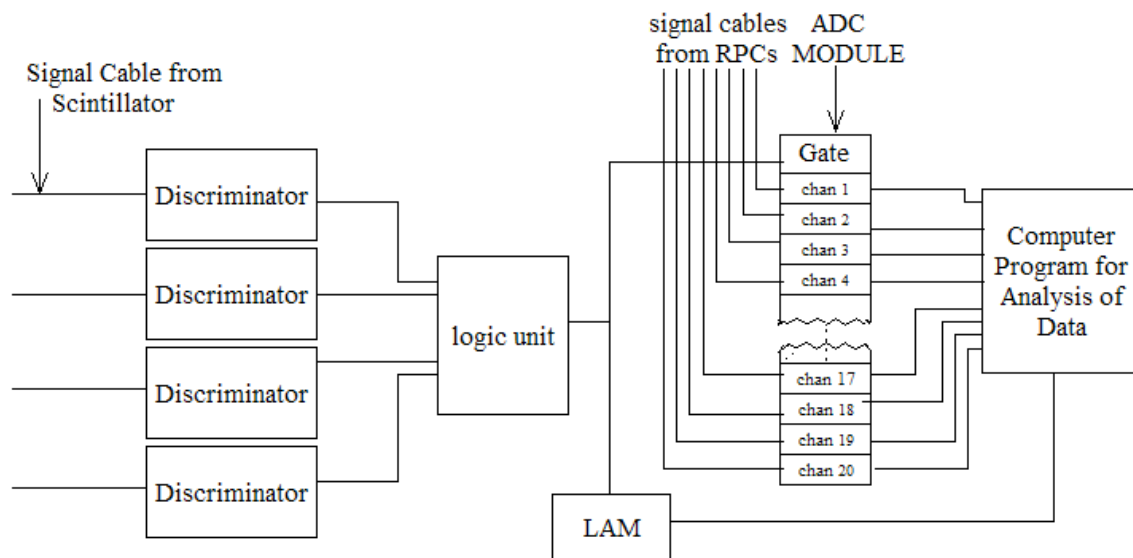 Signal Cable from
Scintillator
Discriminator
Discriminator
Discriminator
Discriminator
logic unit
LAM
signal cables
from RPCs
ADC
MODULE
Gate
chan 1
chan 2
chan 3
chan 4
chan 17
chan 18
chan 19
chan 20
Computer
Program for
Analysis of
Data